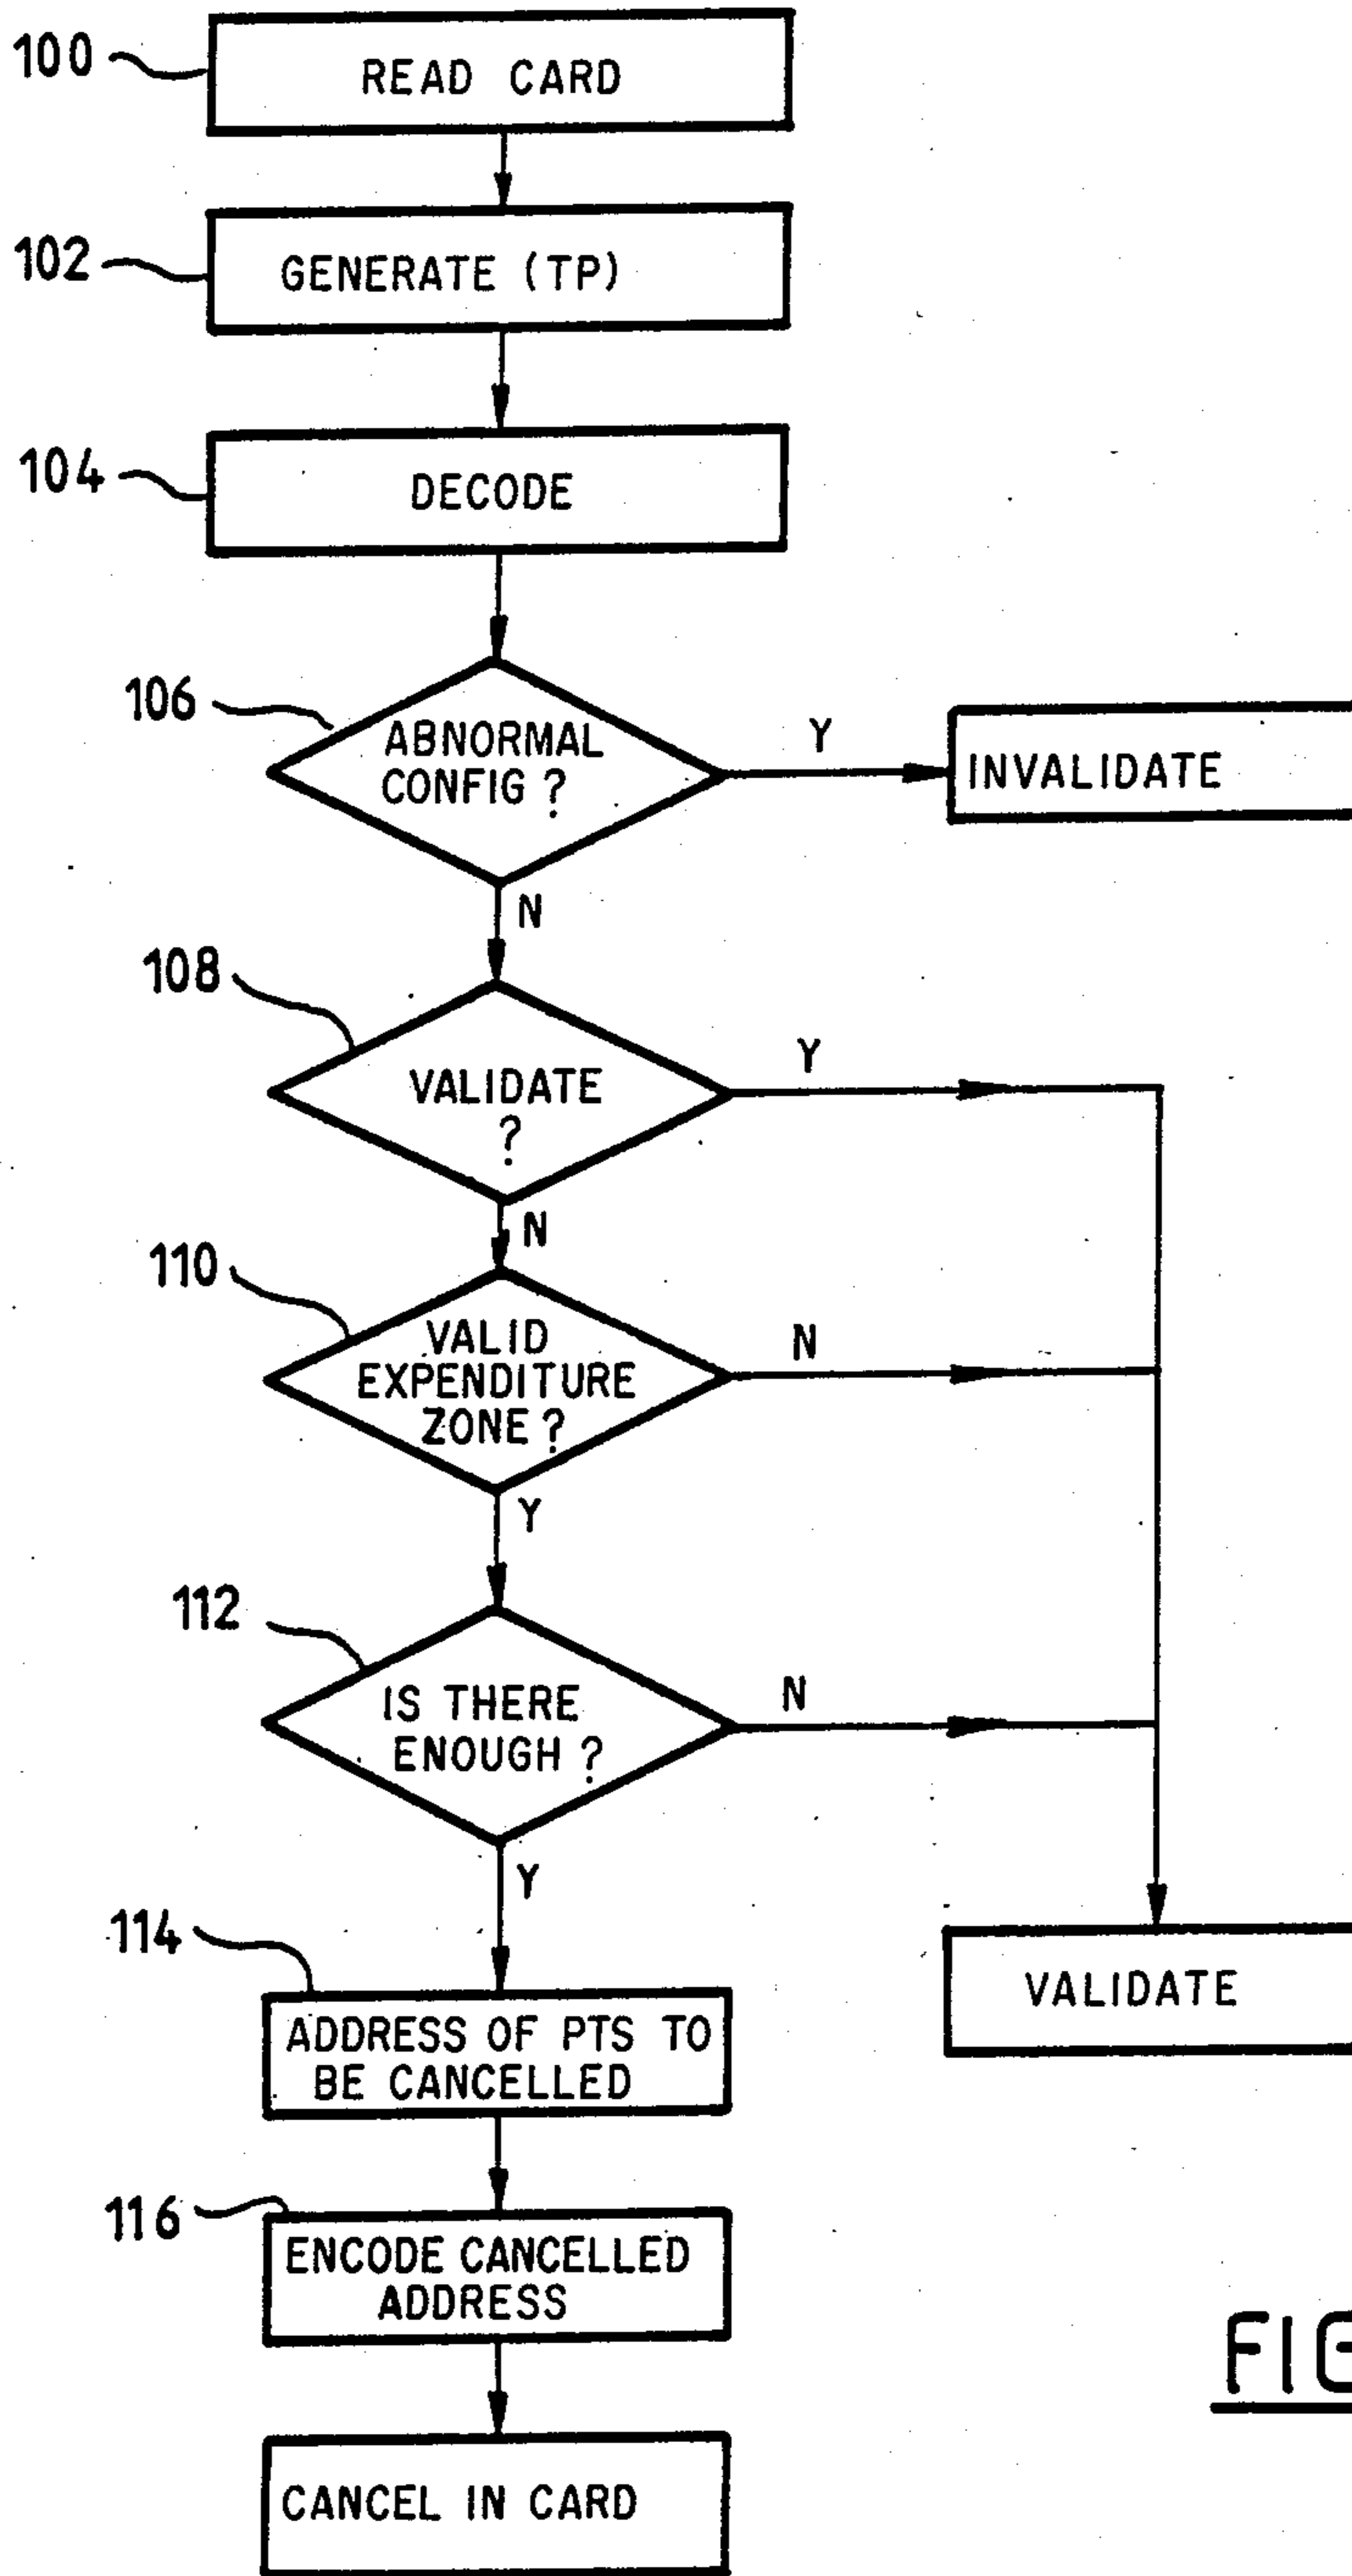 100
READ CARD
102
GENERATE (TP)
104
DECODE
106
ABNORMAL
CONFIG ?
Y
INVALIDATE
N
108
VALIDATE
?
Y
N
110
VALID
EXPENDITURE
ZONE ?
N
Y
112
IS THERE
ENOUGH ?
N
Y
114
ADDRESS OF PTS TO
BE CANCELLED
VALIDATE
116
ENCODE CANCELLED
ADDRESS
CANCEL IN CARD